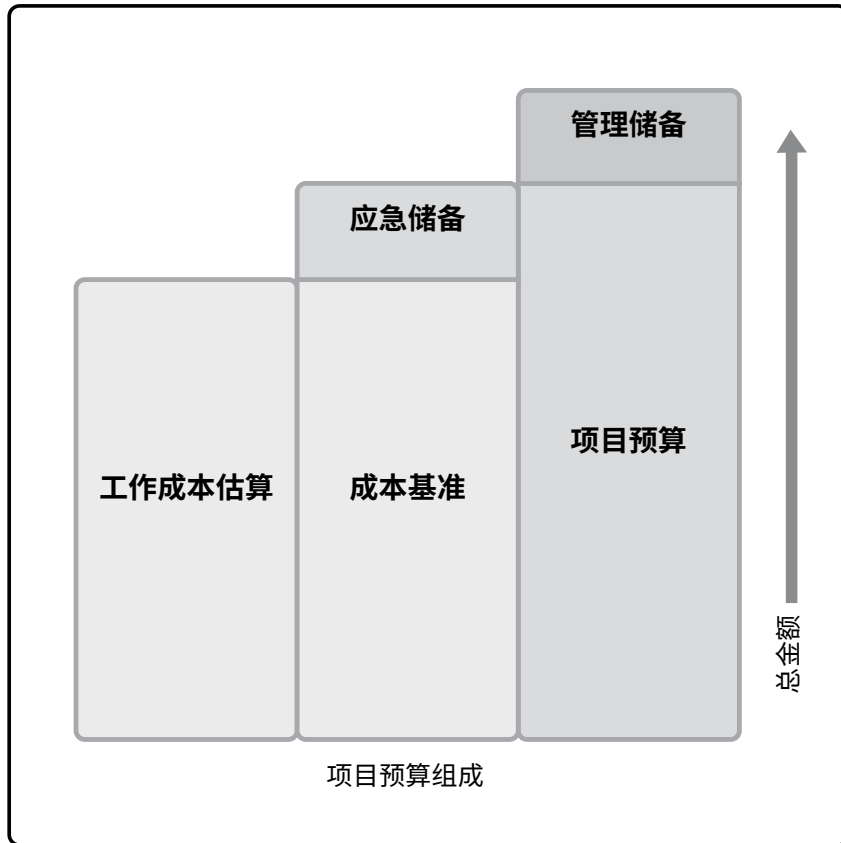 管理储备
应急储备
项目预算
工作成本估算
成本基准
总金额
项目预算组成